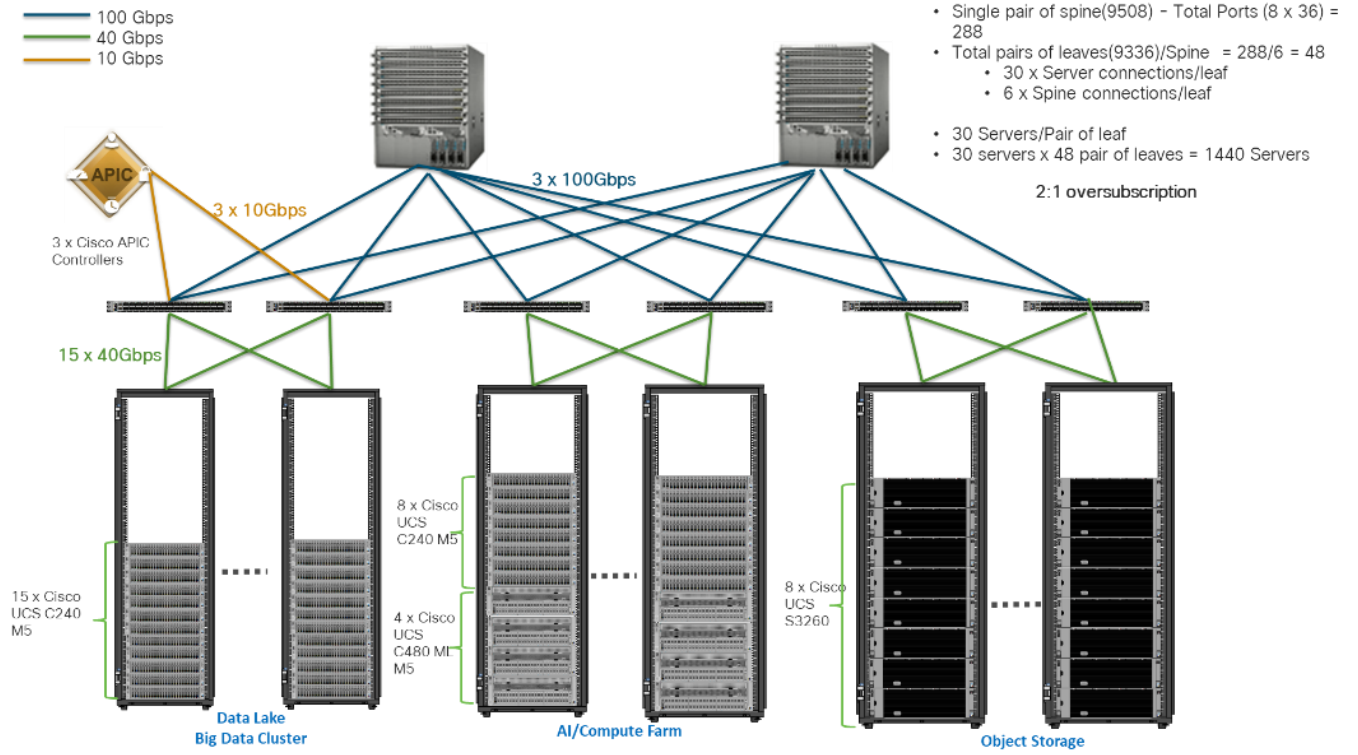 100 Gbps
40 Gbps
10 Gbps
• Single pair of spine(9508) – Total Ports (8 x 36) =
288
• Total pairs of leaves(9336)/Spine = 288/6 = 48
• 30 x Server connections/leaf
• 6 x Spine connections/leaf
• 30 Servers/Pair of leaf
• 30 servers x 48 pair of leaves = 1440 Servers
2:1 oversubscription
APIC
3 x 100Gbps
3 x 10Gbps
3 x Cisco APIC
Controllers
15 x 40Gbps
8 x Cisco
UCS
C240 M5
15 x Cisco
UCS C240
M5
4 x Cisco
UCS
C480 ML
M5
8 x Cisco
UCS
S3260
Data Lake
Big Data Cluster
AI/Compute Farm
Object Storage